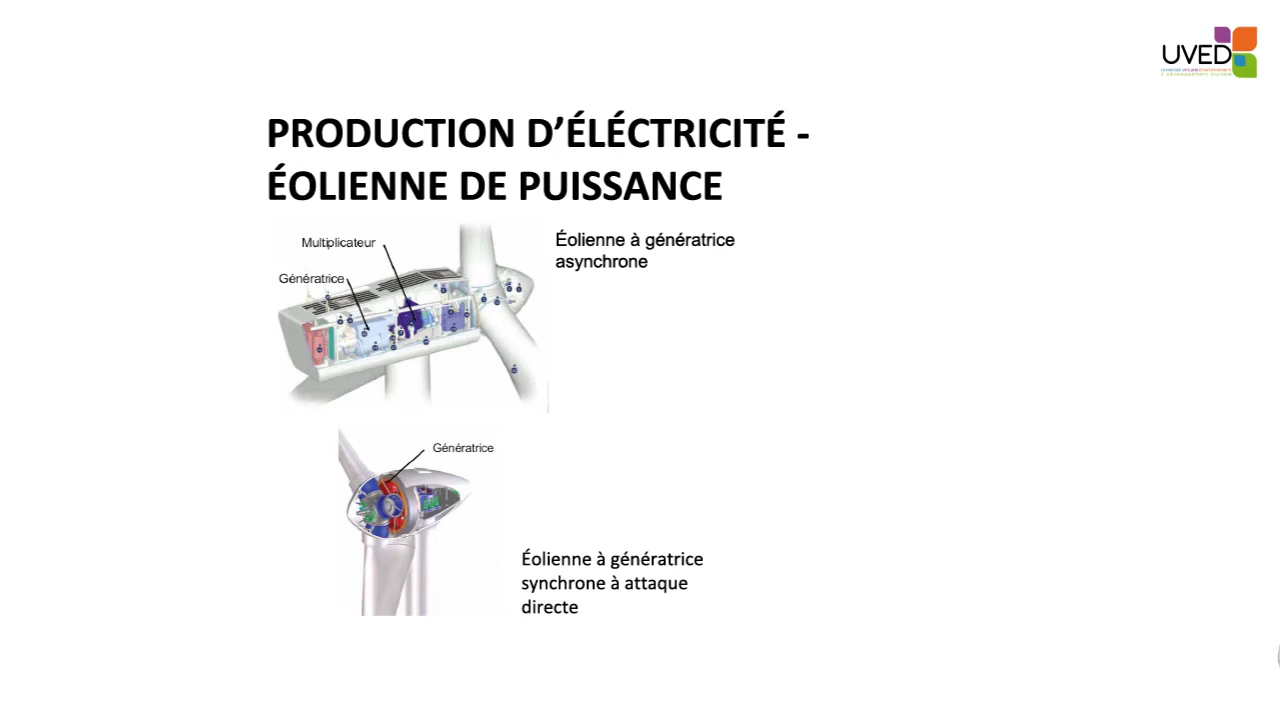 UVED
PRODUCTION D’ÉLÉCTRICITÉ -
ÉOLIENNE DE PUISSANCE
Multiplicateur
Génératrice
Éolienne à génératrice
asynchrone
Génératrice
Éolienne à génératrice
synchrone à attaque
directe